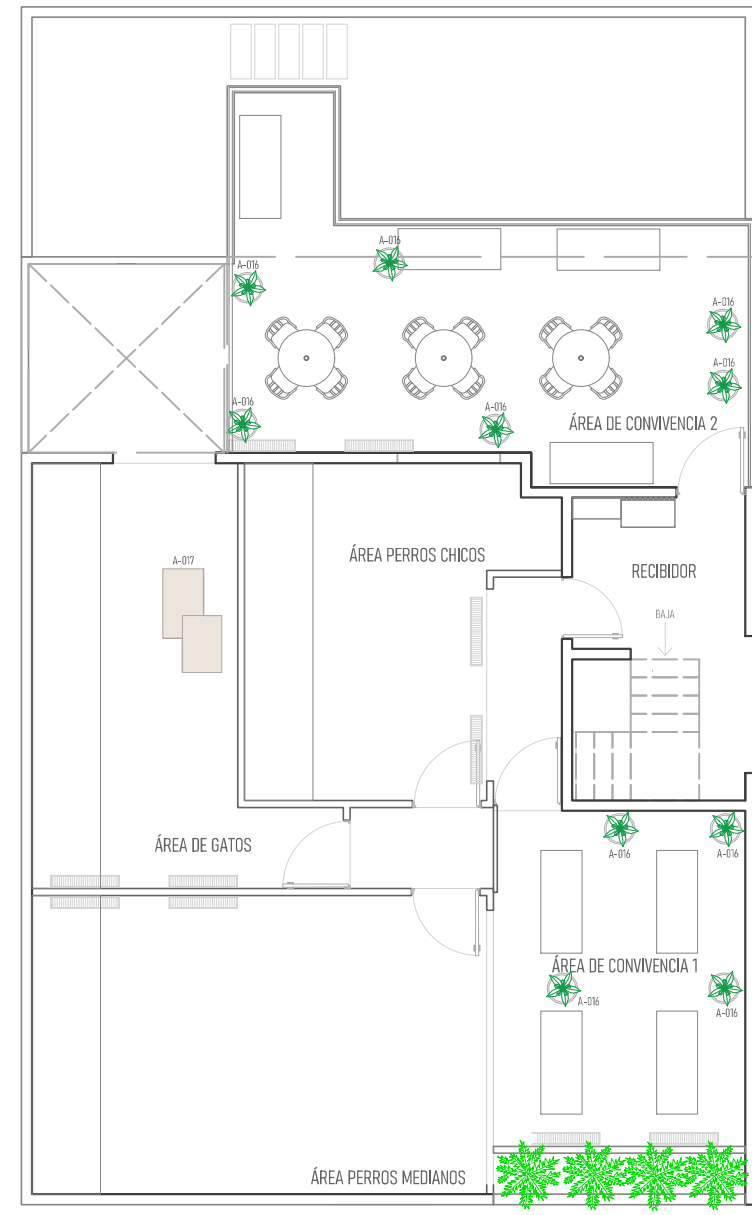 A-016
A-016
A-016
A-016
A-016
A-016
ÁREA DE CONVIVENCIA 2
ÁREA PERROS CHICOS
A-017
RECIBIDOR
BAJA
ÁREA DE GATOS
A-016
A-016
ÁREA DE CONVIVENCIA 1
A-016
A-016
ÁREA PERROS MEDIANOS